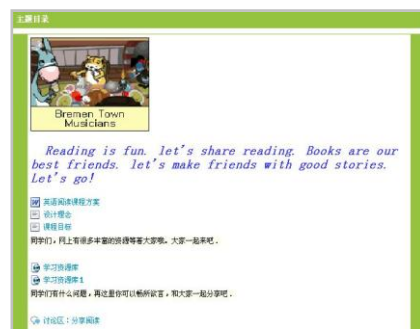 主题目录
Bremen Town
Musicians
Reading is fun. let's share reading. Books are our
best friends. let's make friends with good stories.
Let's go!
英语阅读课程方案
设计理念
课程目标
同学们，网上有很多丰富的资源等着大家哦。大家一起来吧．
学习资源库
学习资源库1
同学们有什么问题，再这里你可以畅所欲言，和大家一起分享吧．
讨论区：分享阅读